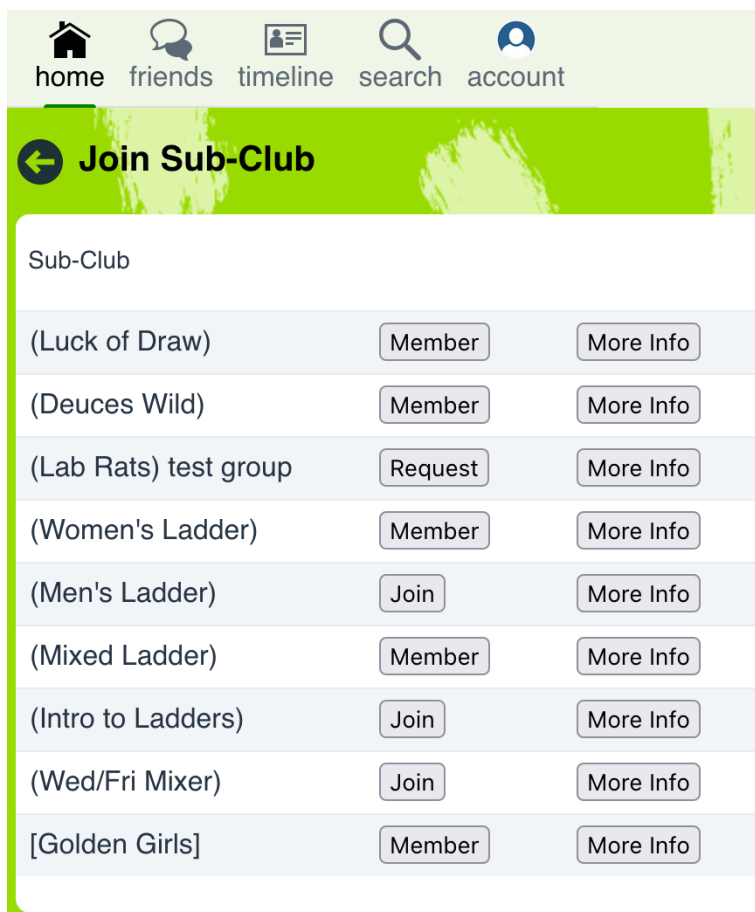 home friends timeline search account
Join Sub-Club
Sub-Club
(Luck of Draw) Member More Info
(Deuces Wild) Member More Info
(Lab Rats) test group Request More Info
(Women's Ladder) Member More Info
(Men's Ladder) Join More Info
(Mixed Ladder) Member More Info
(Intro to Ladders) Join More Info
(Wed/Fri Mixer) Join More Info
[Golden Girls] Member More Info